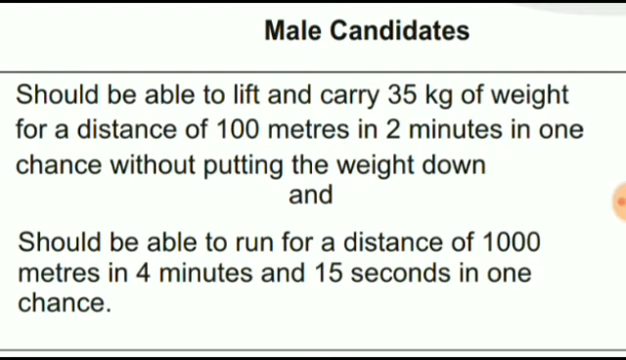 Male Candidates
Should be able to lift and carry 35 kg of weight
for a distance of 100 metres in 2 minutes in one
chance without putting the weight down
and
Should be able to run for a distance of 1000
metres in 4 minutes and 15 seconds in one
chance.